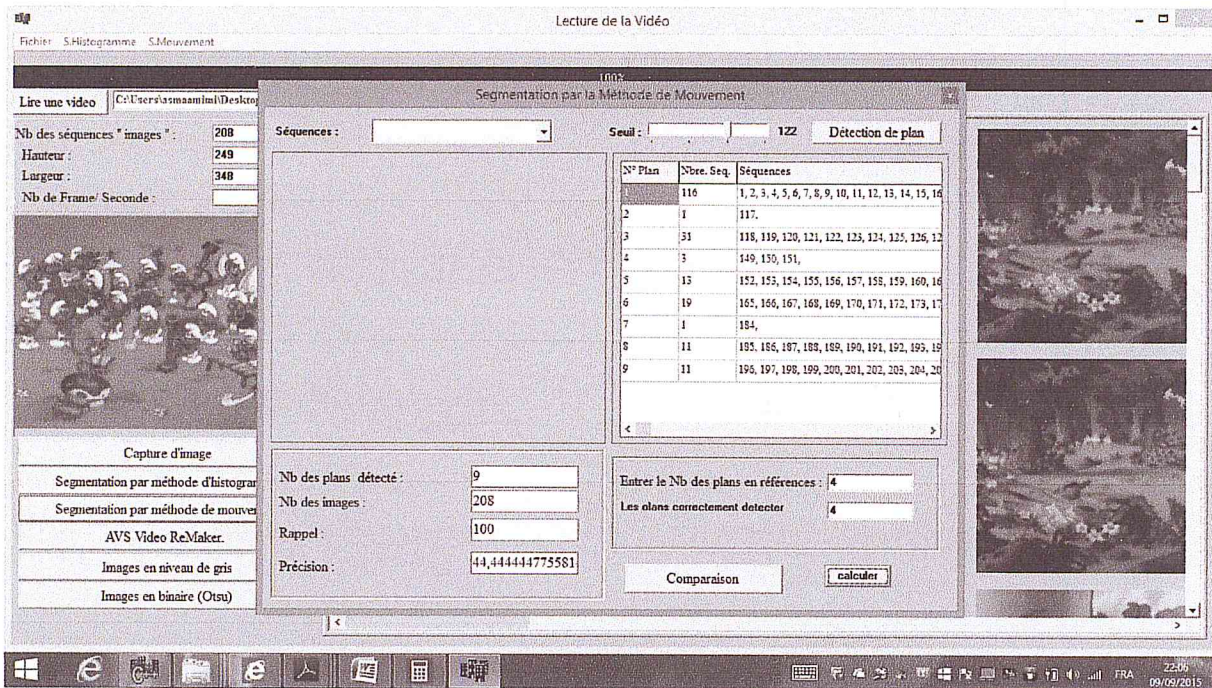 Lecture de la Vidéo
Fichier S.Histogramme S.Mouvement
100%
Lire une video C:\Users\asmaamimi\Desktop
Nb des séquences " images " : 208
Hauteur : 249
Largeur : 348
Nb de Frame/ Seconde :
Capture d'image
Segmentation par méthode d'histogram
Segmentation par méthode de mouve
AVS Video ReMaker.
Images en niveau de gris
Images en binaire (Otsu)
Segmentation par la Méthode de Mouvement
Séquences :
Seuil : 122 Détection de plan
N° Plan Nbre. Seq. Séquences
116 1, 2, 3, 4, 5, 6, 7, 8, 9, 10, 11, 12, 13, 14, 15, 16
2 1 117,
3 31 118, 119, 120, 121, 122, 123, 124, 125, 126, 12
4 3 149, 150, 151,
5 13 152, 153, 154, 155, 156, 157, 158, 159, 160, 16
6 19 165, 166, 167, 168, 169, 170, 171, 172, 173, 17
7 1 184,
8 11 185, 186, 187, 188, 189, 190, 191, 192, 193, 19
9 11 196, 197, 198, 199, 200, 201, 202, 203, 204, 20
Nb des plans détecté : 9
Nb des images : 208
Rappel : 100
Précision : 44,444444775581
Entrer le Nb des plans en références : 4
Les plans correctement detecter 4
Comparaison calculer
FRA 22:06
09/09/2015